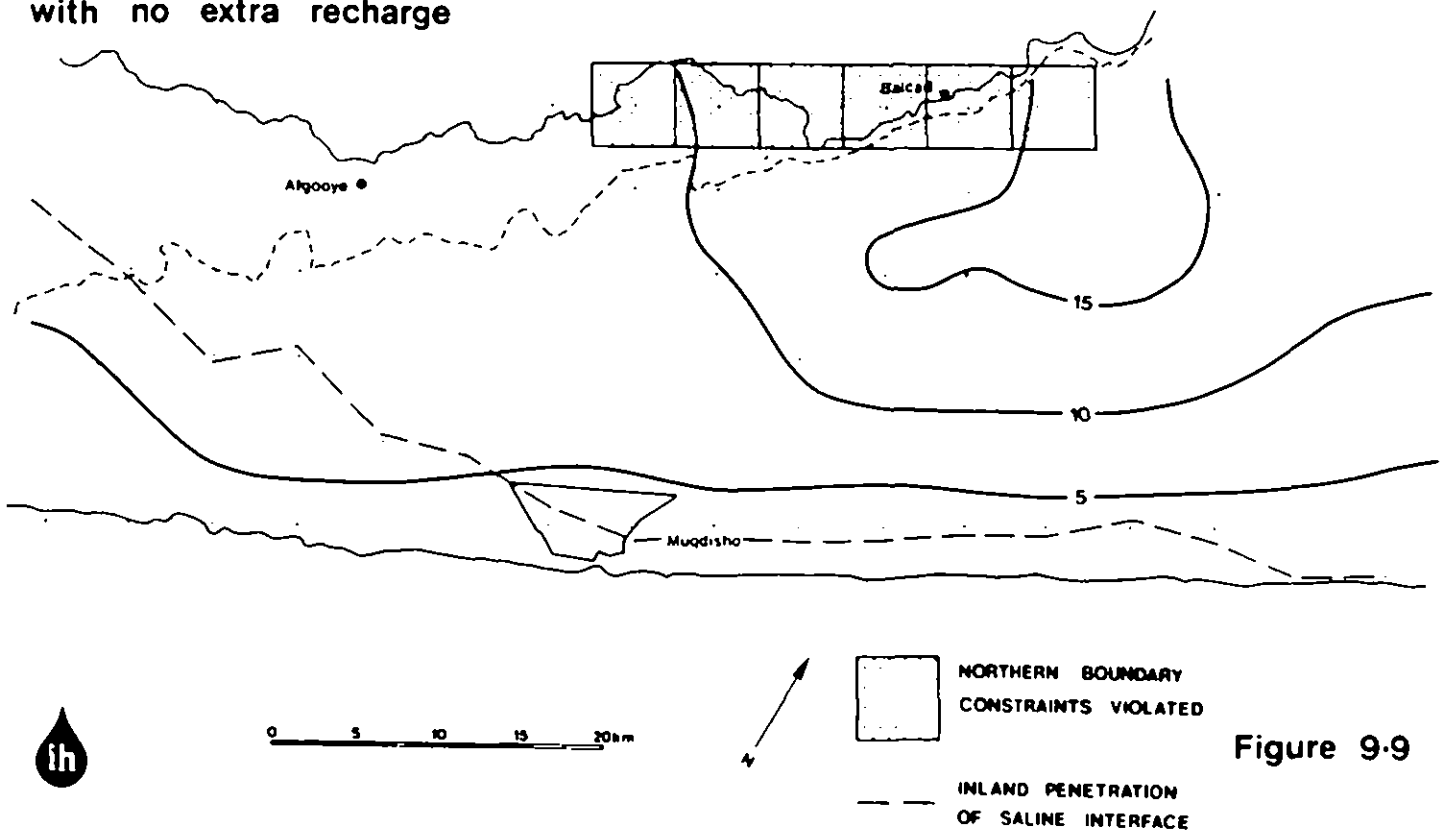 with no extra recharge
Balcad
Afgooye
15
10
5
Muqdisho
0 5 10 15 20km
N
NORTHERN BOUNDARY
CONSTRAINTS VIOLATED
ih
Figure 9·9
INLAND PENETRATION
OF SALINE INTERFACE